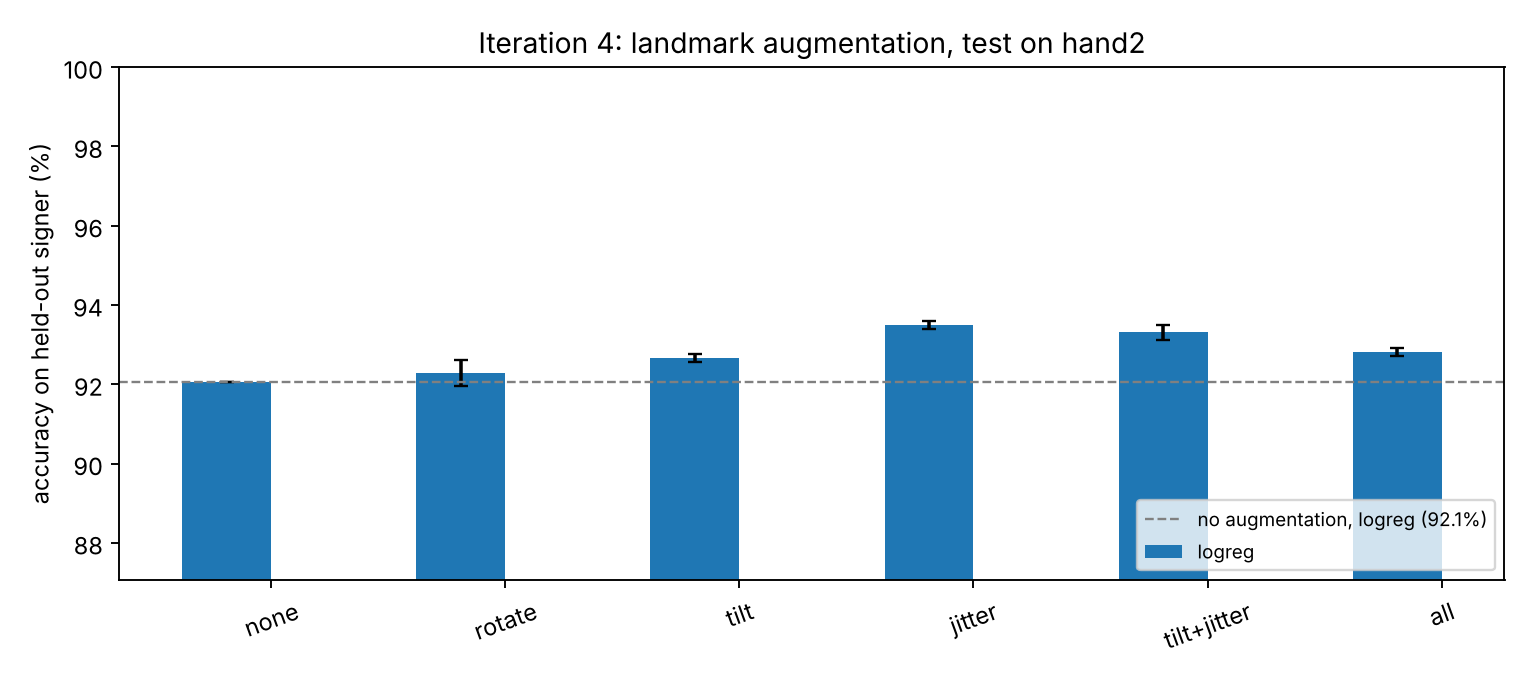 Iteration 4: landmark augmentation, test on hand2
accuracy on held-out signer (%)
100
98
96
94
92
90
88
no augmentation, logreg (92.1%)
logreg
none
rotate
tilt
jitter
tilt+jitter
all